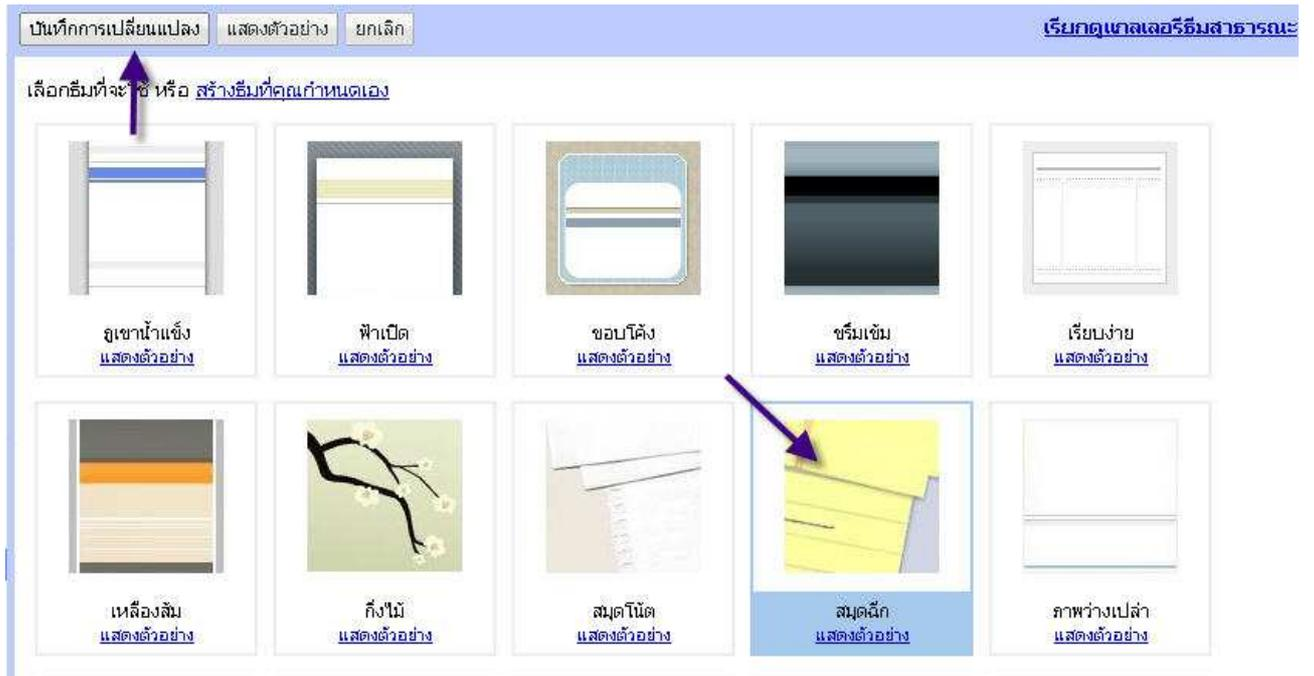 บันทึกการเปลี่ยนแปลง แสดงตัวอย่าง ยกเลิก เรียกดูแกลเลอรีธีมสาธารณะ
เลือกธีมที่จะใช้ หรือ สร้างธีมที่คุณกำหนดเอง
ภูเขาน้ำแข็ง ฟ้าเปิด ขอบโค้ง ขรึมเข้ม เรียบง่าย
แสดงตัวอย่าง แสดงตัวอย่าง แสดงตัวอย่าง แสดงตัวอย่าง แสดงตัวอย่าง
เหลืองส้ม กิ่งไม้ สมุดโน้ต สมุดฉีก ภาพว่างเปล่า
แสดงตัวอย่าง แสดงตัวอย่าง แสดงตัวอย่าง แสดงตัวอย่าง แสดงตัวอย่าง